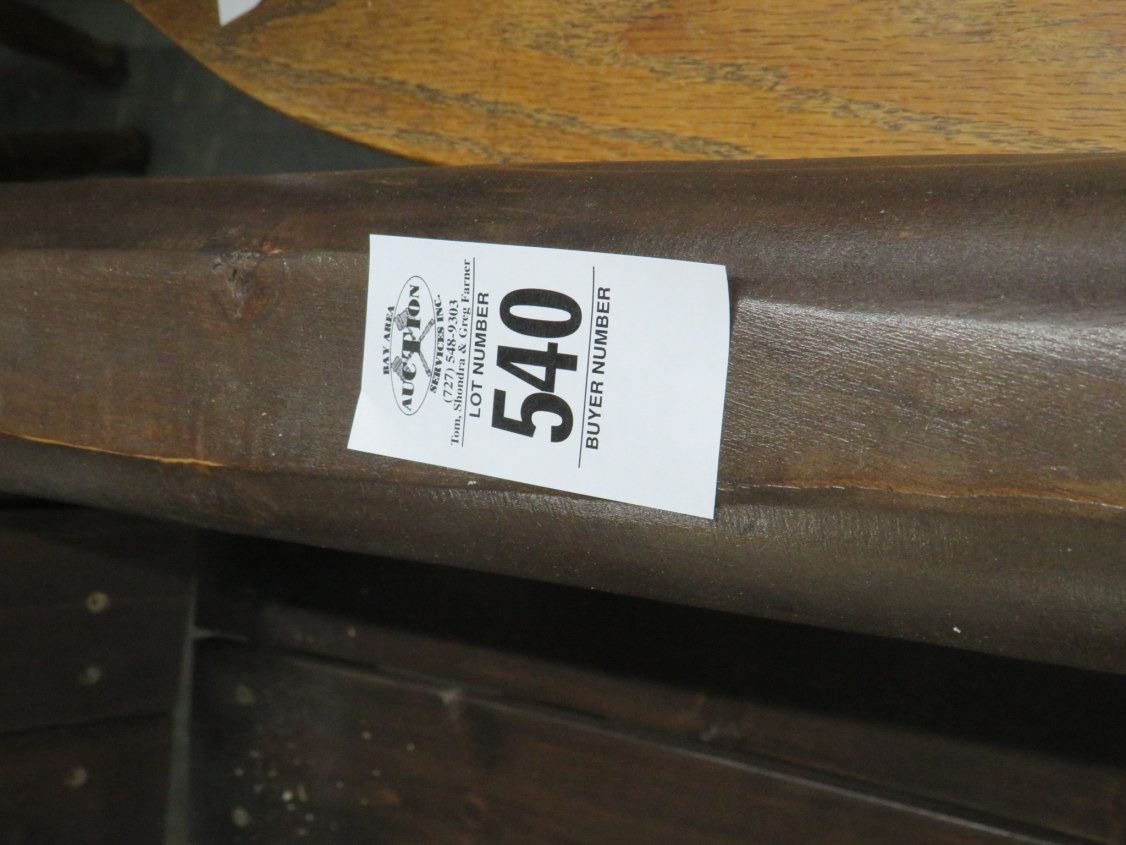 BAY AREA
AUCTION
SERVICES INC.
(727) 548-9303
Tom, Shondra & Greg Farner
LOT NUMBER
540
BUYER NUMBER